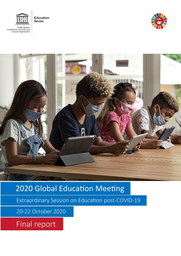 Education
Sector
2020 Global Education Meeting
Extraordinary Session on Education post-COVID-19
20-22 October 2020
Final report